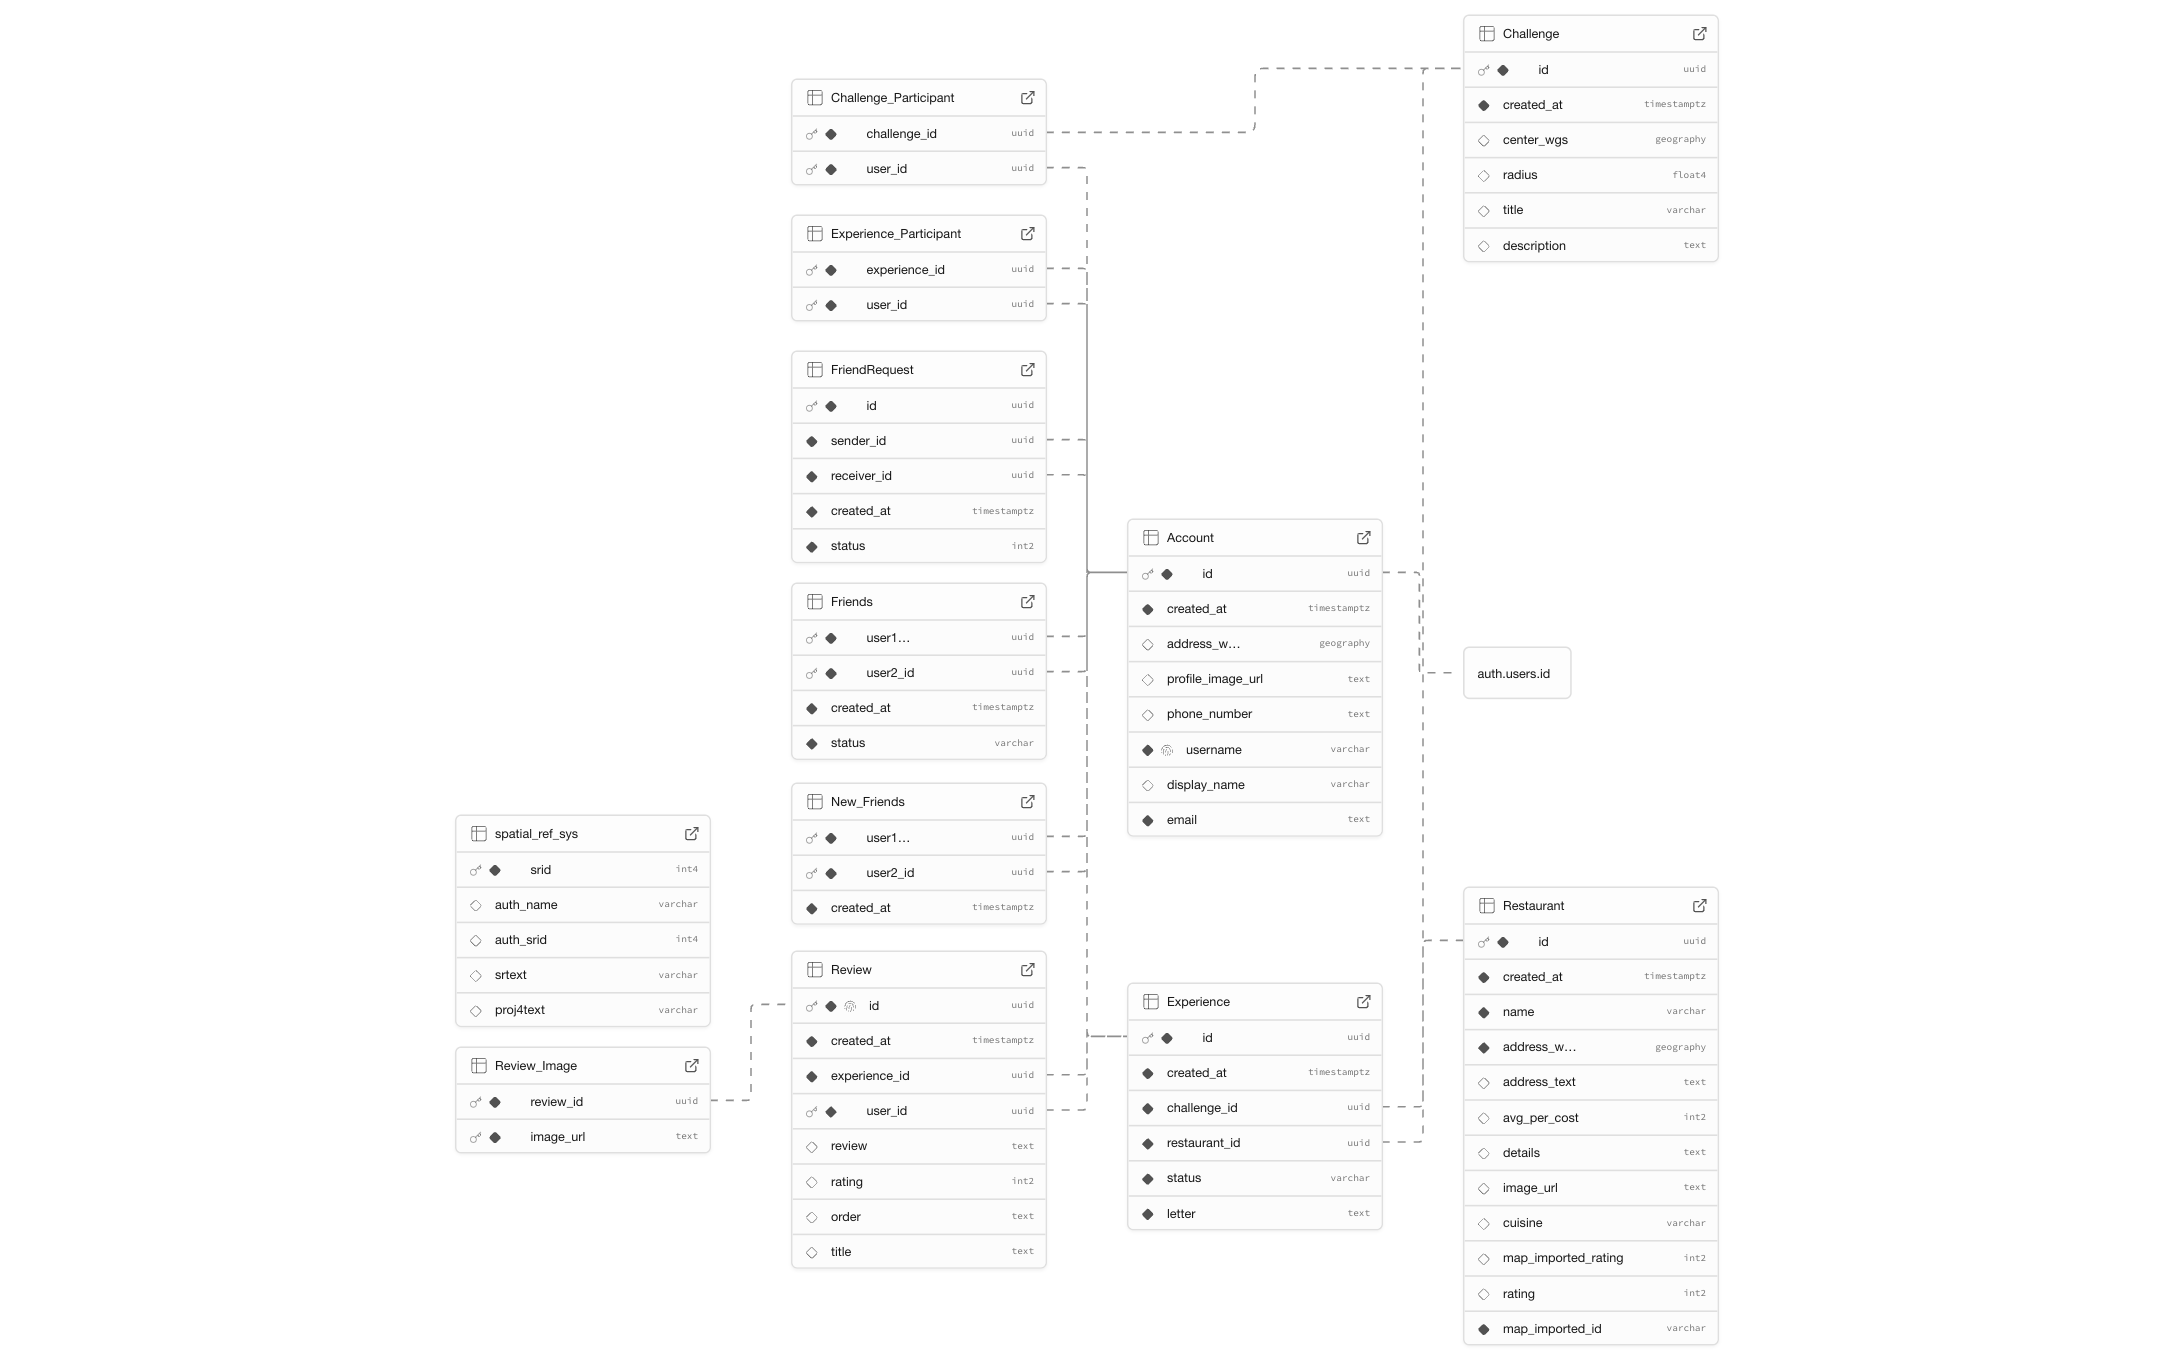 Challenge
id uuid
created_at timestamptz
center_wgs geography
radius float4
title varchar
description text
Challenge_Participant
challenge_id uuid
user_id uuid
Experience_Participant
experience_id uuid
user_id uuid
FriendRequest
id uuid
sender_id uuid
receiver_id uuid
created_at timestamptz
status int2
Friends
user1... uuid
user2_id uuid
created_at timestamptz
status varchar
New_Friends
user1... uuid
user2_id uuid
created_at timestamptz
Account
id uuid
created_at timestamptz
address_w... geography
profile_image_url text
phone_number text
username varchar
display_name varchar
email text
auth.users.id
spatial_ref_sys
srid int4
auth_name varchar
auth_srid int4
srtext varchar
proj4text varchar
Review_Image
review_id uuid
image_url text
Review
id uuid
created_at timestamptz
experience_id uuid
user_id uuid
review text
rating int2
order text
title text
Experience
id uuid
created_at timestamptz
challenge_id uuid
restaurant_id uuid
status varchar
letter text
Restaurant
id uuid
created_at timestamptz
name varchar
address_w... geography
address_text text
avg_per_cost int2
details text
image_url text
cuisine varchar
map_imported_rating int2
rating int2
map_imported_id varchar